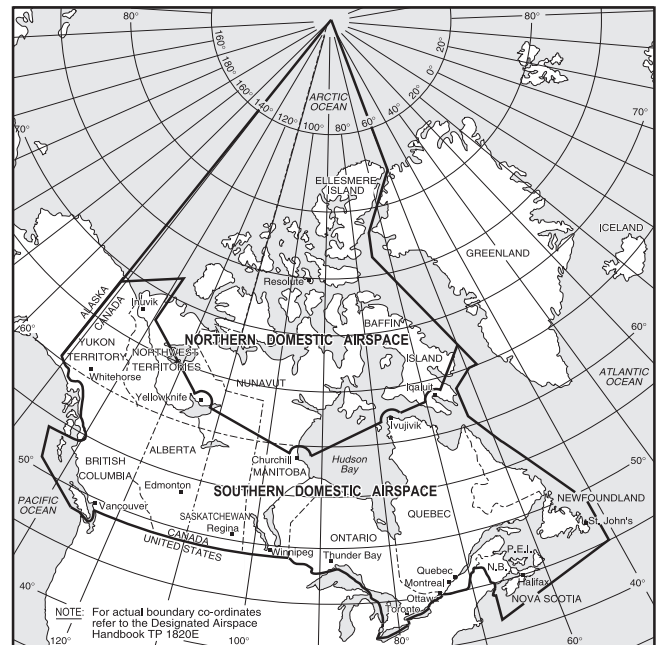 80°
160°
180°
160°
140°
120°
100°
80°
60°
40°
20°
0°
20°
80°
70°
70°
ARCTIC
OCEAN
ELLESMERE
ISLAND
GREENLAND
ICELAND
Resolute
ALASKA
CANADA
Inuvik
BAFFIN
ISLAND
60°
YUKON
TERRITORY
NORTHERN DOMESTIC AIRSPACE
NORTHWEST
TERRITORIES
NUNAVUT
Whitehorse
Yellowknife
Iqaluit
Ivujivik
ATLANTIC
OCEAN
60°
50°
BRITISH
COLUMBIA
ALBERTA
Churchill
MANITOBA
Hudson
Bay
50°
Edmonton
SOUTHERN DOMESTIC AIRSPACE
PACIFIC
OCEAN
Vancouver
SASKATCHEWAN
Regina
QUEBEC
NEWFOUNDLAND
St. John's
CANADA
UNITED STATES
Winnipeg
ONTARIO
Thunder Bay
P.E.I.
N.B.
Quebec
Montreal
Ottawa
Toronto
Halifax
NOVA SCOTIA
40°
40°
NOTE: For actual boundary co-ordinates
refer to the Designated Airspace
Handbook TP 1820E
120°
100°
80°
60°